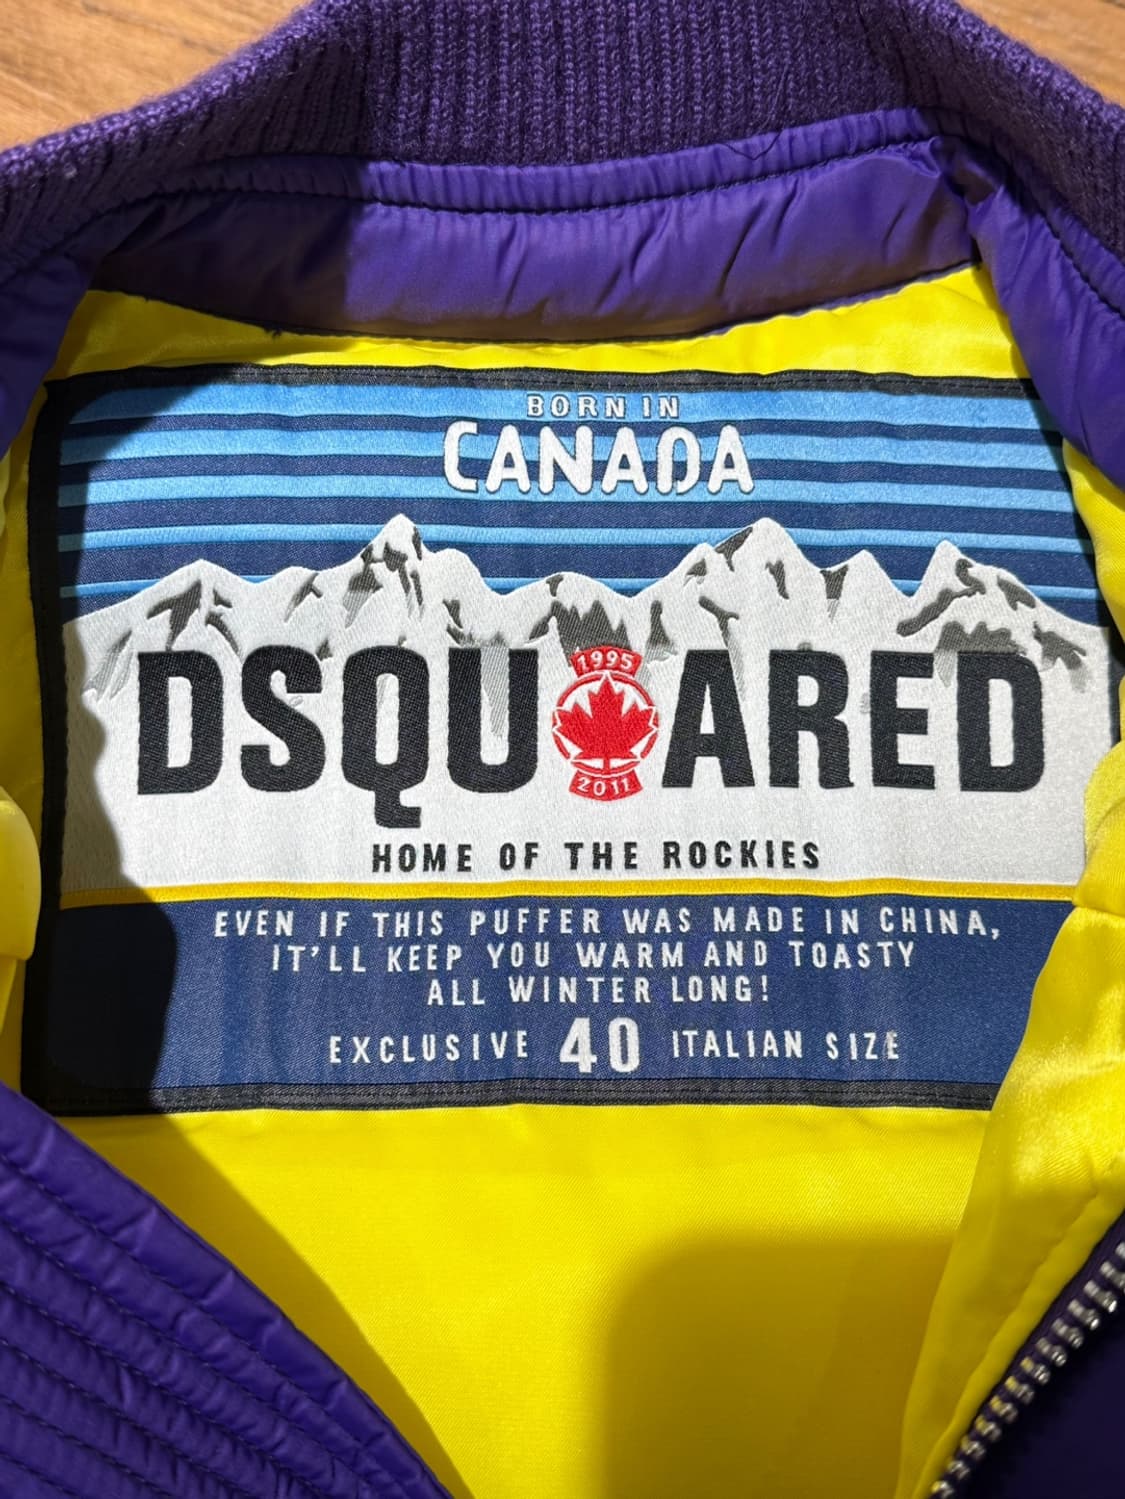 BORN IN
CANADA
1995
DSQU ARED
2011
HOME OF THE ROCKIES
EVEN IF THIS PUFFER WAS MADE IN CHINA,
IT'LL KEEP YOU WARM AND TOASTY
ALL WINTER LONG!
EXCLUSIVE 40 ITALIAN SIZE